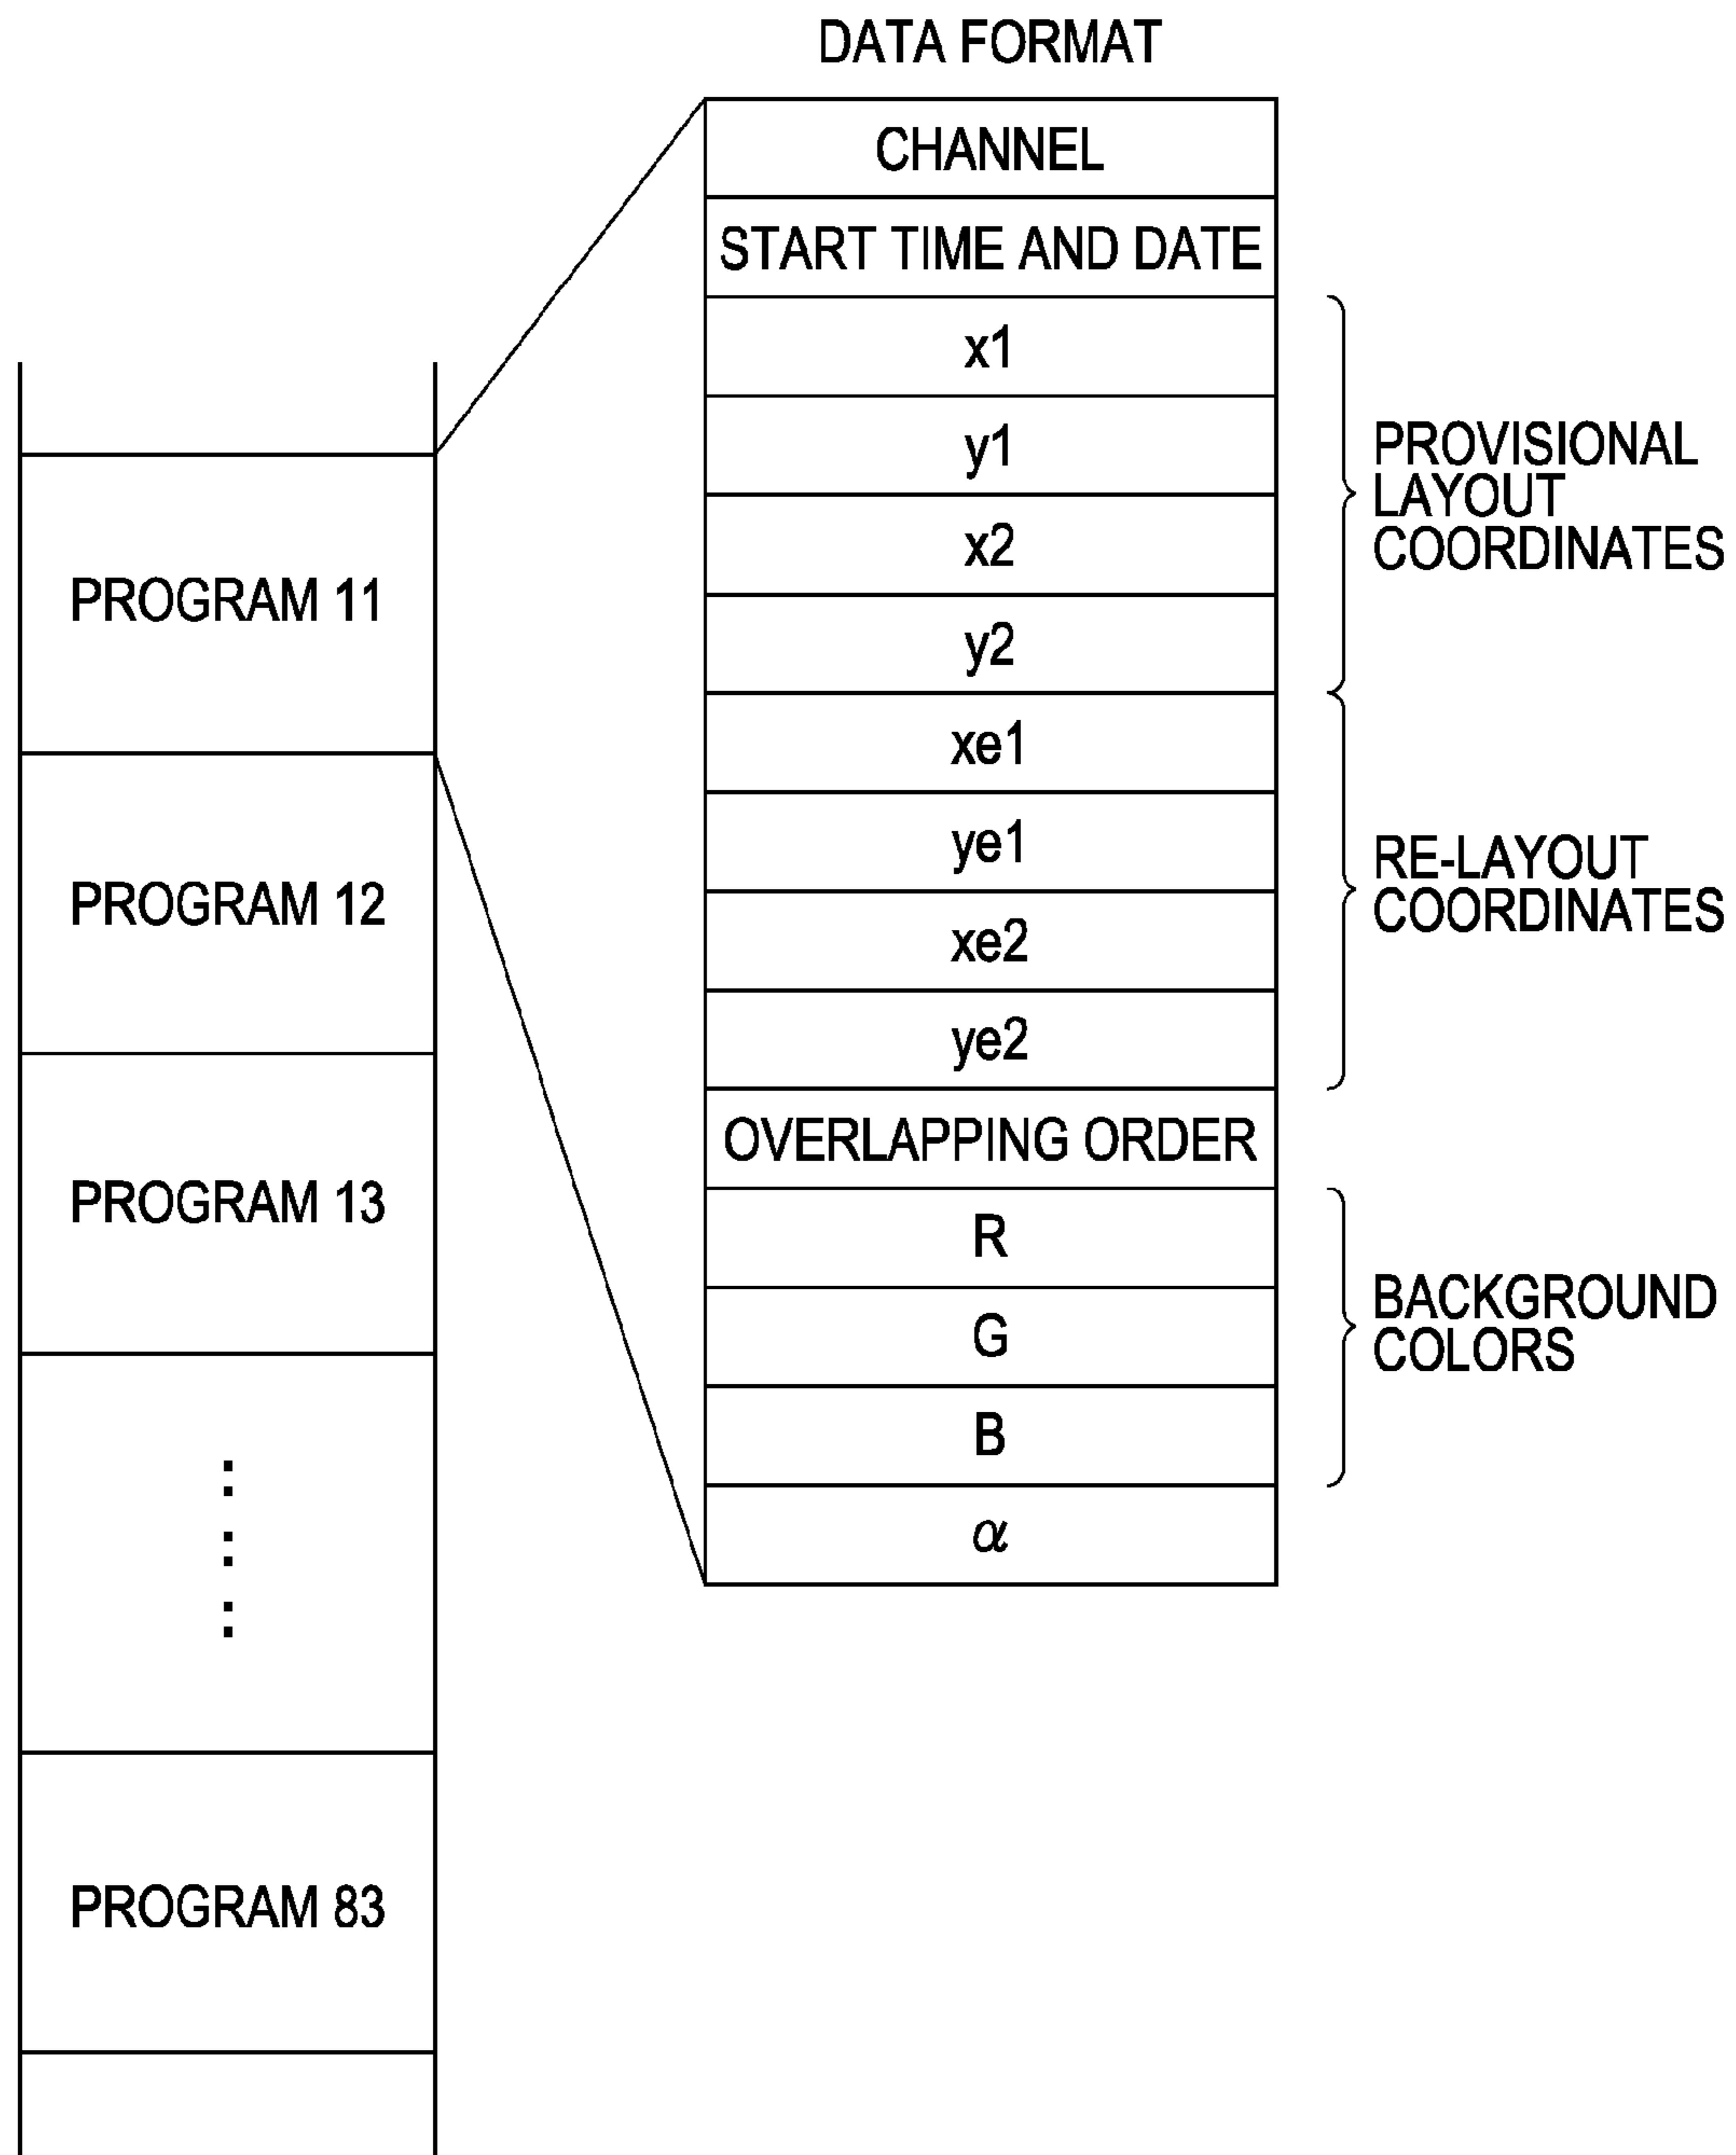 DATA FORMAT
CHANNEL
START TIME AND DATE
x1
y1
x2
y2
xe1
ye1
xe2
ye2
OVERLAPPING ORDER
R
G
B
α
PROVISIONAL
LAYOUT
COORDINATES
RE-LAYOUT
COORDINATES
BACKGROUND
COLORS
PROGRAM 11
PROGRAM 12
PROGRAM 13
PROGRAM 83